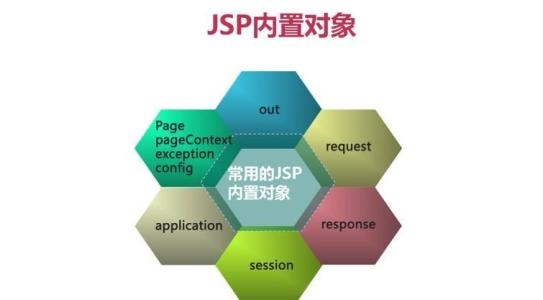 JSP内置对象
out
Page
pageContext
exception
config
request
常用的JSP
内置对象
application
response
session